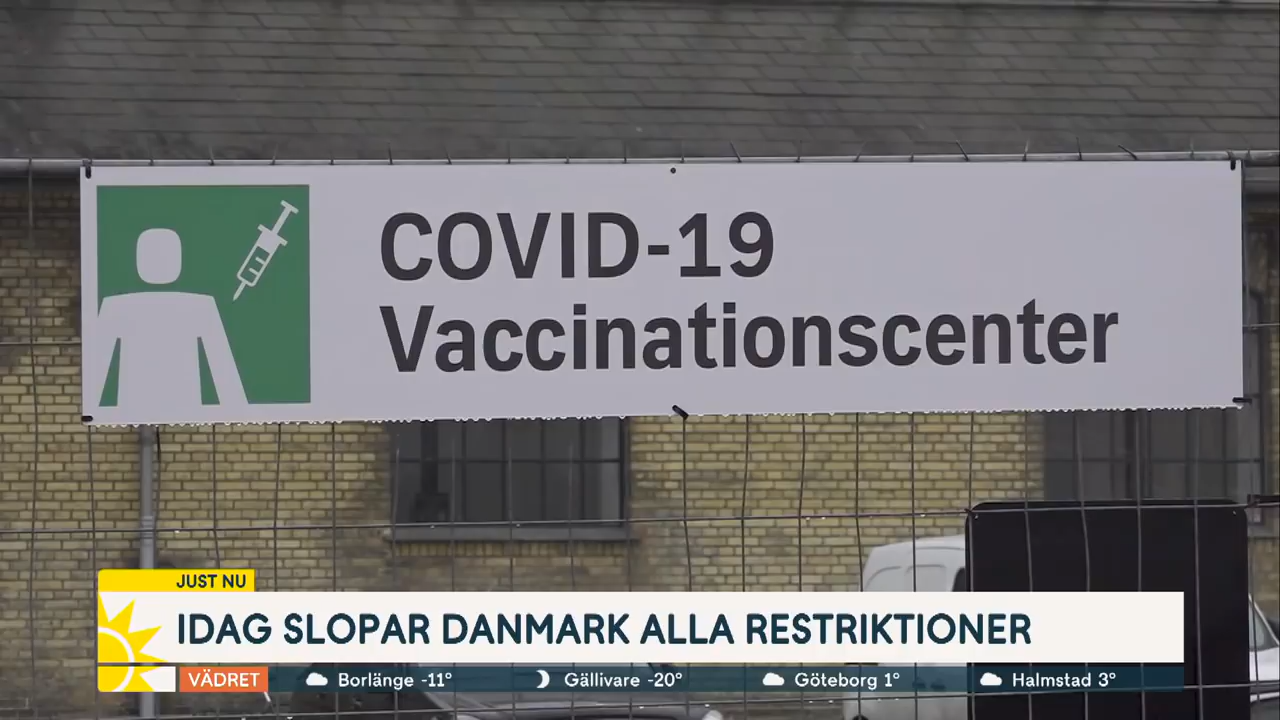 COVID-19
Vaccinationscenter
JUST NU
IDAG SLOPAR DANMARK ALLA RESTRIKTIONER
VÄDRET Borlänge -11° Gällivare -20° Göteborg 1° Halmstad 3°